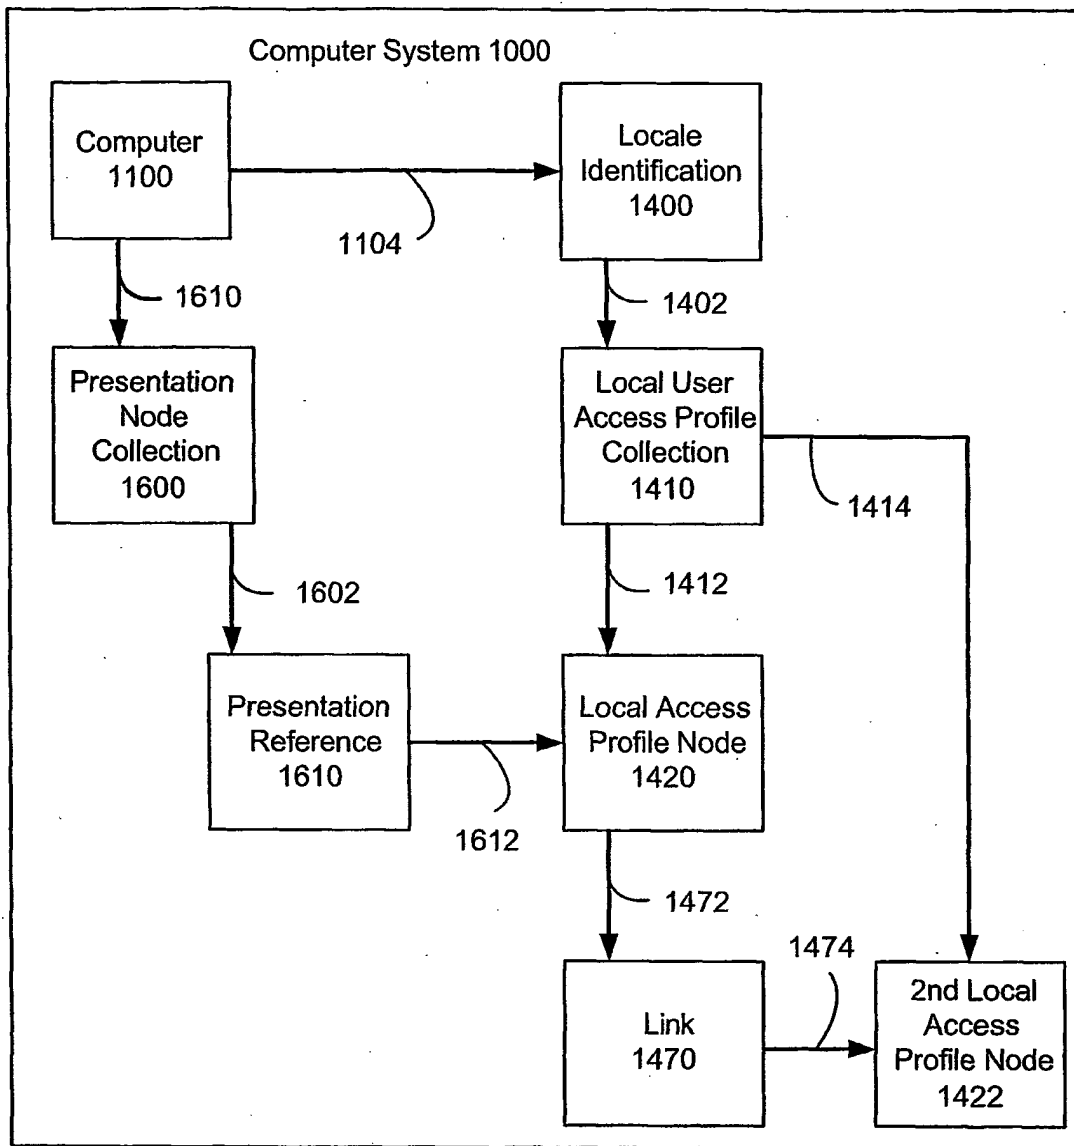 Computer System 1000
Computer
1100
Locale
Identification
1400
1104
1610
1402
Presentation
Node
Collection
1600
Local User
Access Profile
Collection
1410
1414
1602
1412
Presentation
Reference
1610
Local Access
Profile Node
1420
1612
1472
1474
Link
1470
2nd Local
Access
Profile Node
1422